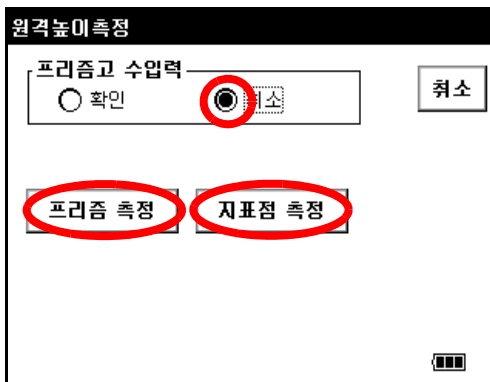 원격높이측정
프리즘고 수입력
확인 취소
취소
프리즘 측정 지표점 측정